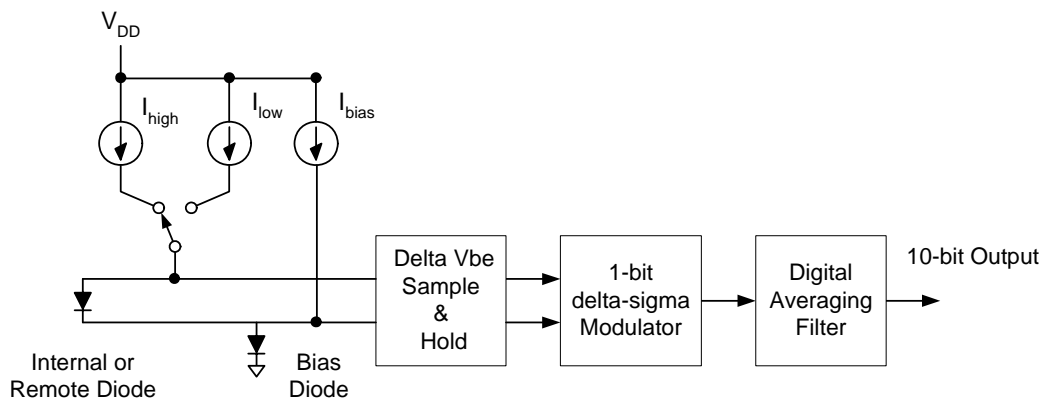 V_DD
I_high
I_low
I_bias
Delta Vbe
Sample
&
Hold
1-bit
delta-sigma
Modulator
Digital
Averaging
Filter
10-bit Output
Internal or
Remote Diode
Bias
Diode